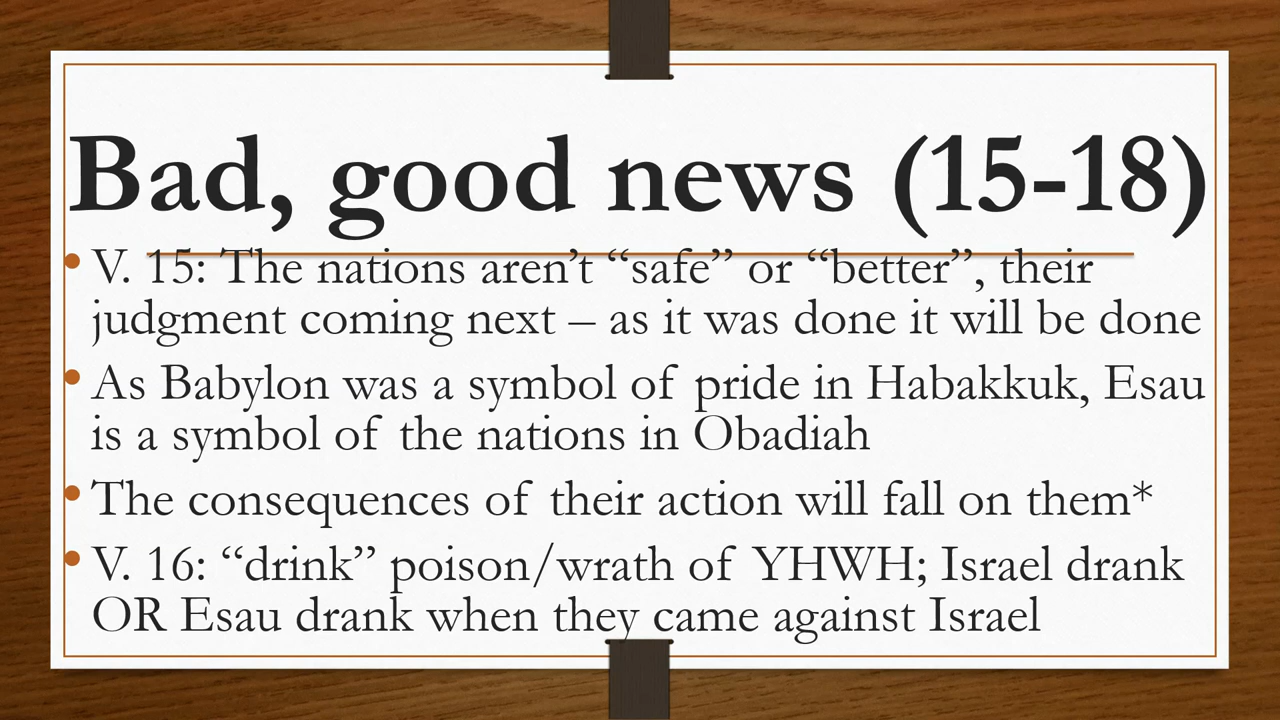 Bad, good news (15-18)
• V. 15: The nations aren’t “safe” or “better”, their
judgment coming next – as it was done it will be done
• As Babylon was a symbol of pride in Habakkuk, Esau
is a symbol of the nations in Obadiah
• The consequences of their action will fall on them*
• V. 16: “drink” poison/wrath of YHWH; Israel drank
OR Esau drank when they came against Israel